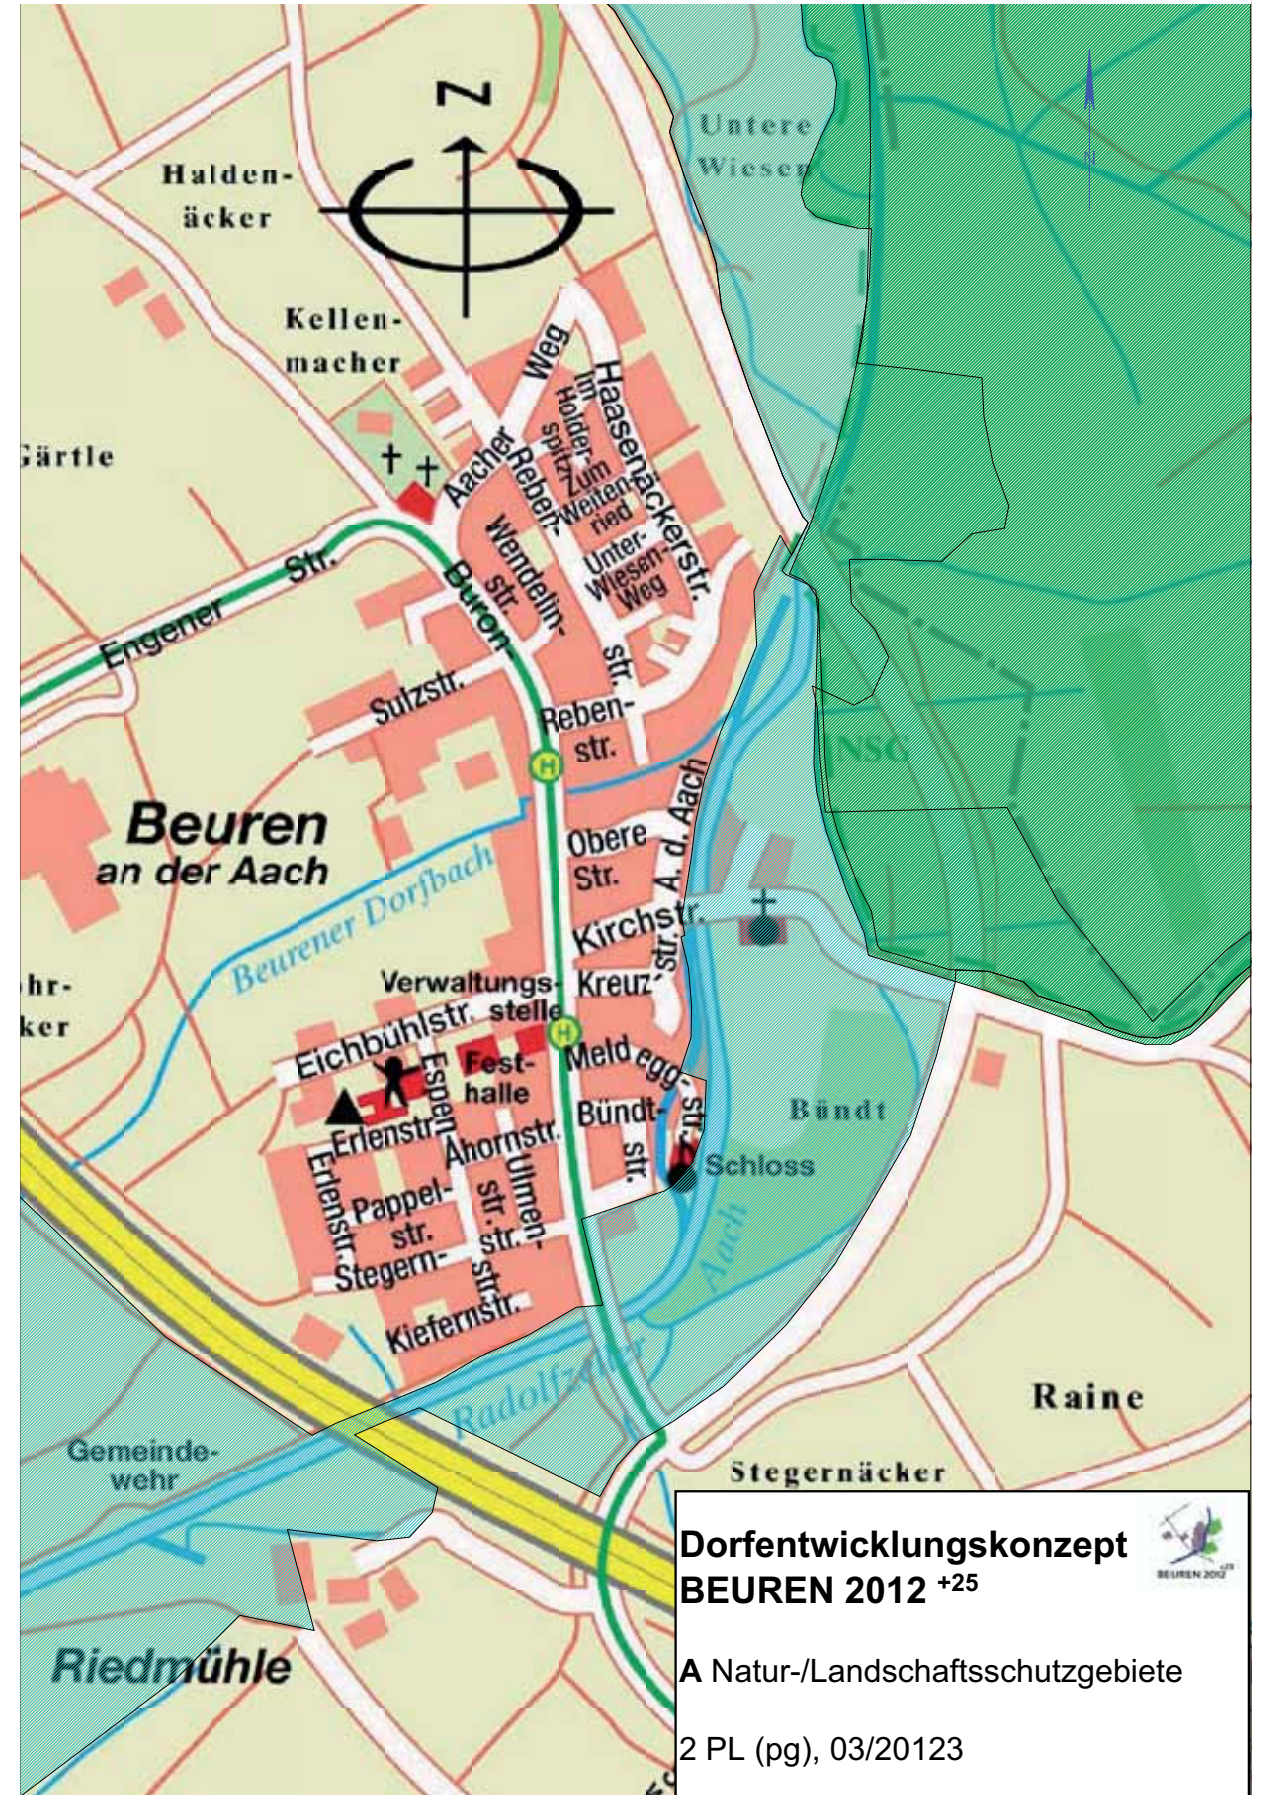 N
Untere
Wiesen
N
Halden-
äcker
Kellen-
macher
Gärtle
Aacher Weg
Haasenäckerstr.
Im
Holder-
spitz
Zum
Weiten-
ried
Unter-
Wiesen-
Weg
Reben-
str.
Wendelin-
str.
Buron-
Engener Str.
Sulzstr.
Reben-
str.
H
NSG
Beuren
an der Aach
Beurener Dorfbach
Obere
Str.
A. d. Aach
Kirchstr.
Kreuz-
str.
Verwaltungs-
stelle
H
Eichbühlstr.
Espen
Fest-
halle
Meldegg-
str.
Bündt-
str.
Bündt
Schloss
Erlenstr.
Erlenstr.
Ahornstr.
Ulmen-
str.
Pappel-
str.
str.
Stegern-
str.
Kiefernstr.
Aach
Radolfzeller
Gemeinde-
wehr
Raine
Stegernäcker
Riedmühle
Dorfentwicklungskonzept
BEUREN 2012 +25
BEUREN 2012 +25
A Natur-/Landschaftsschutzgebiete
2 PL (pg), 03/20123